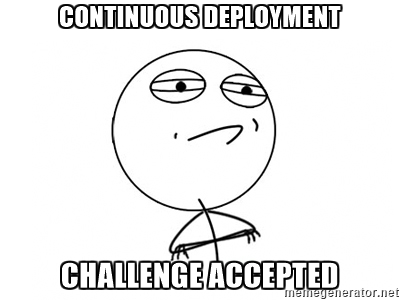 CONTINUOUS DEPLOYMENT
CHALLENGE ACCEPTED
memegenerator.net